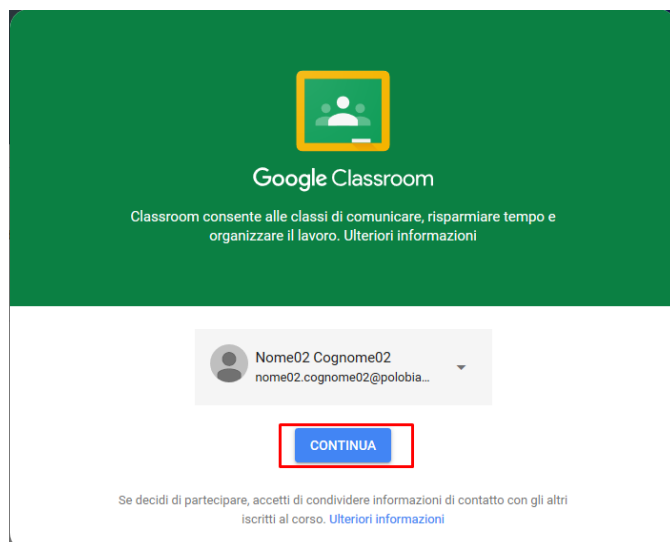 Google Classroom
Classroom consente alle classi di comunicare, risparmiare tempo e
organizzare il lavoro. Ulteriori informazioni
Nome02 Cognome02
nome02.cognome02@polobia...
CONTINUA
Se decidi di partecipare, accetti di condividere informazioni di contatto con gli altri
iscritti al corso. Ulteriori informazioni